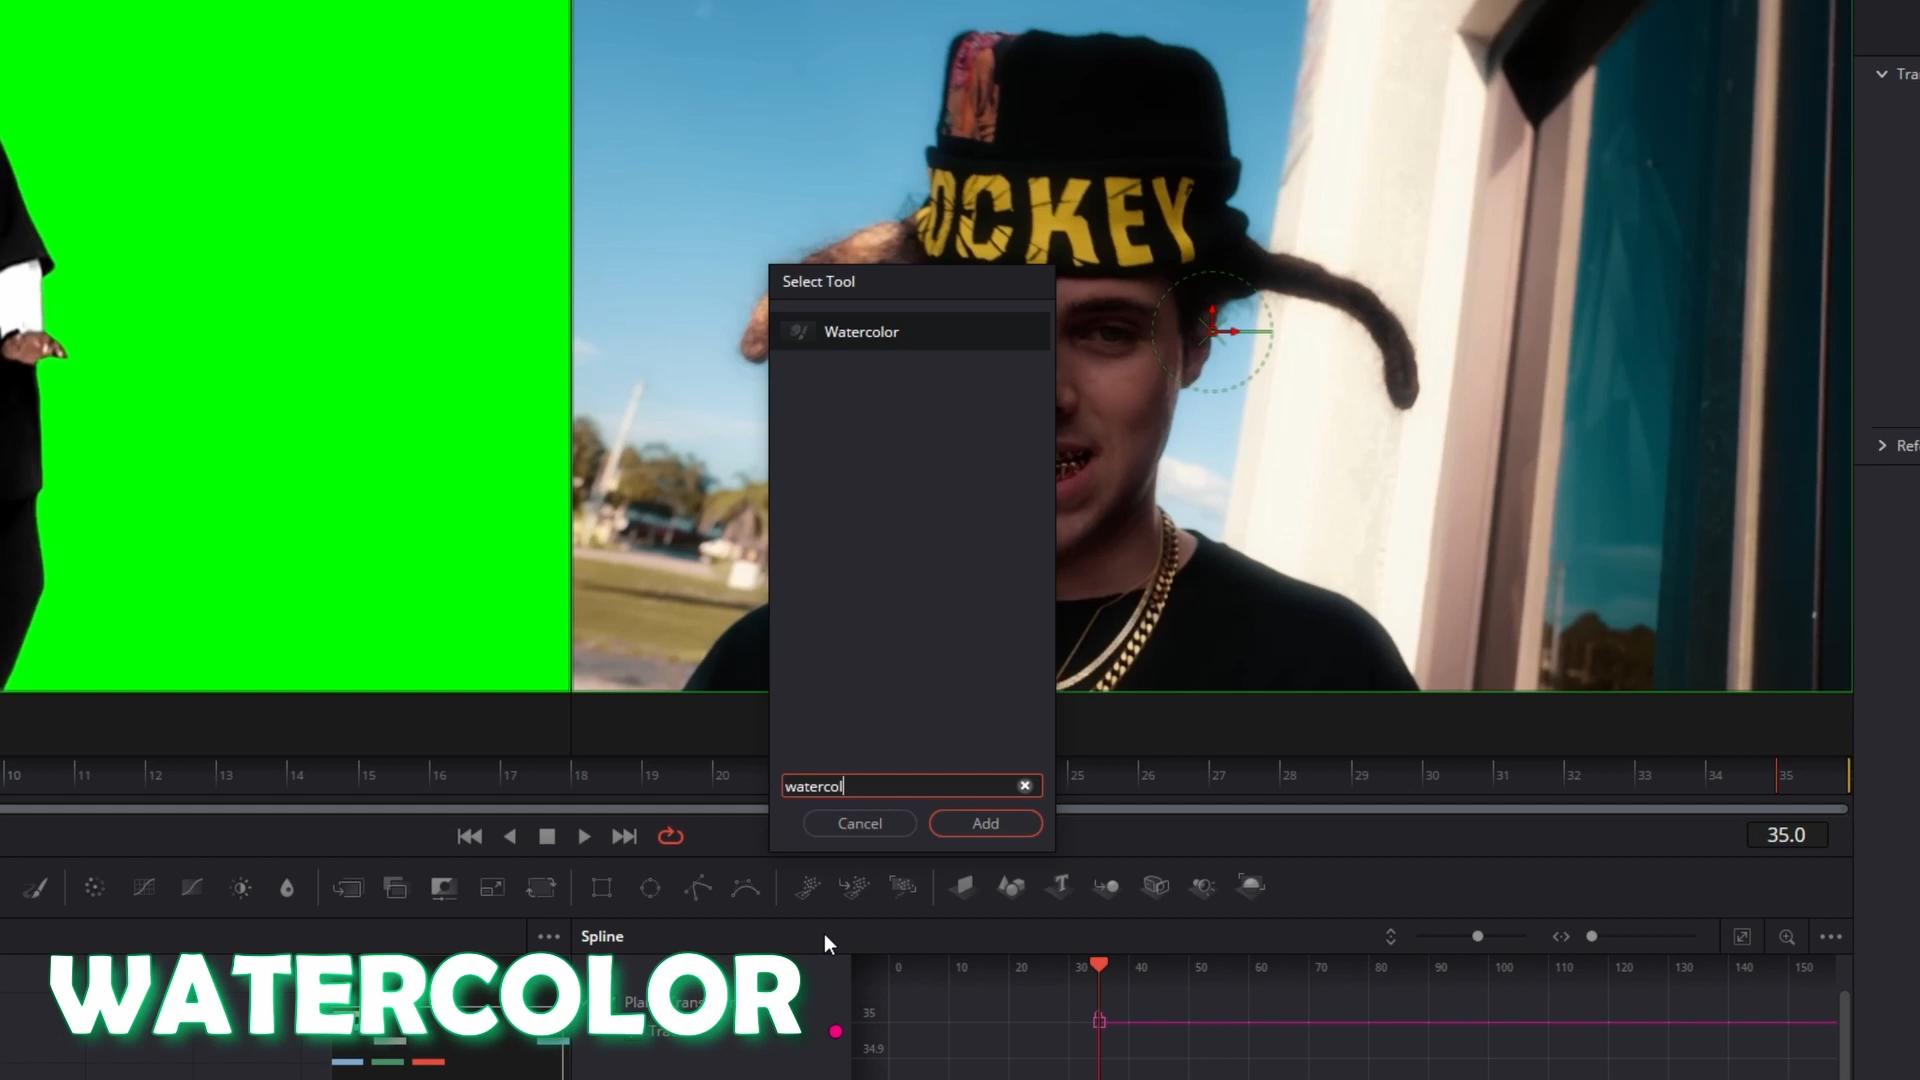 OCKEY
Select Tool
Watercolor
watercol
Cancel
Add
10 11 12 13 14 15 16 17 18 19 20 25 26 27 28 29 30 31 32 33 34 35
35.0
Spline
0 10 20 30 40 50 60 70 80 90 100 110 120 130 140 150
35
34.9
WATERCOLOR
Tra
Ref